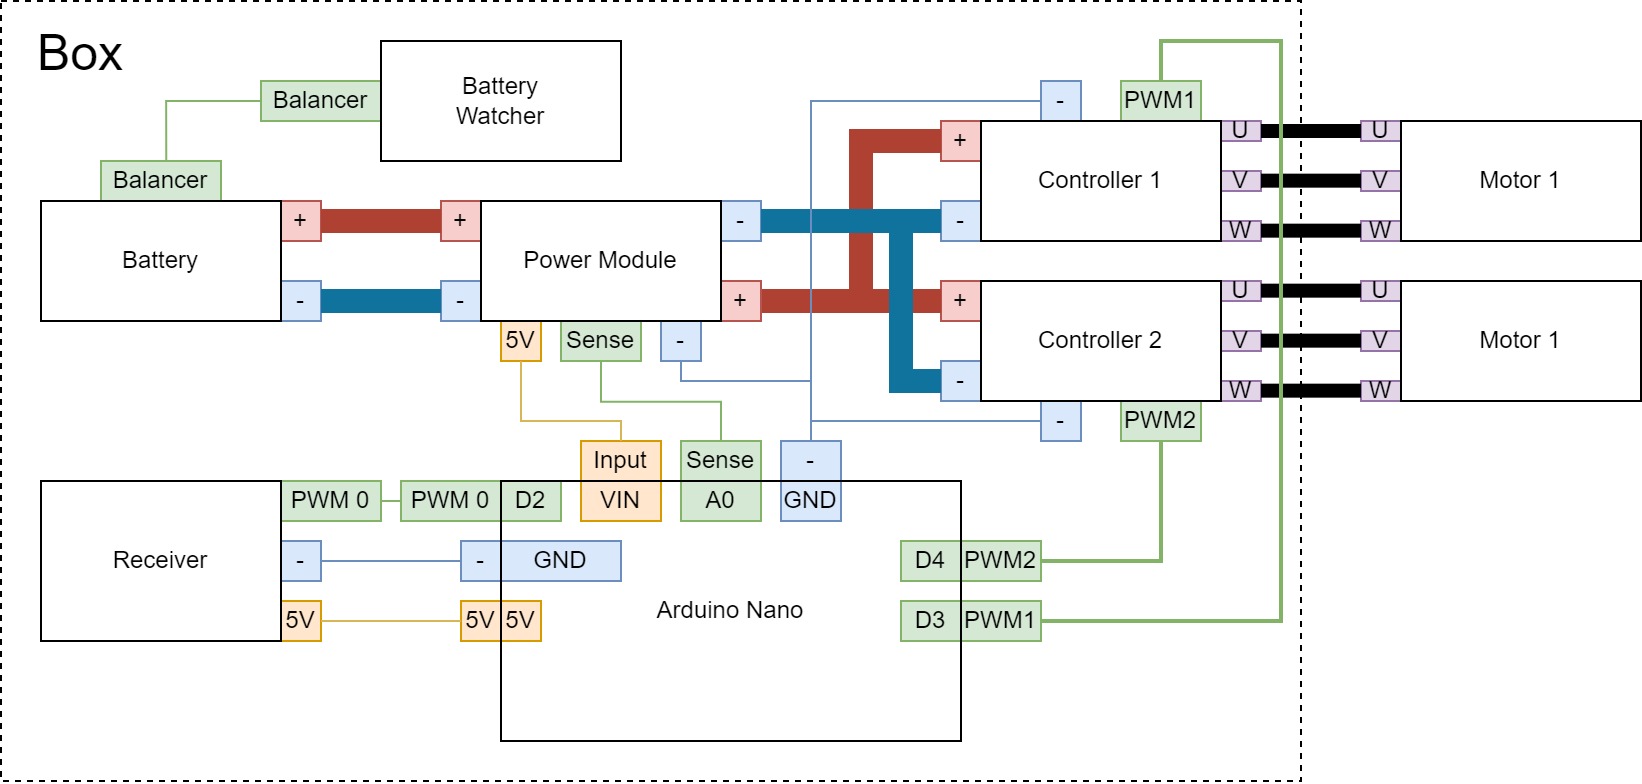 Box
Battery
Watcher
Balancer
Balancer
Battery
+
-
+
-
Power Module
-
+
5V
Sense
-
-
PWM1
+
-
Controller 1
U
V
W
U
V
W
Motor 1
+
-
Controller 2
-
PWM2
U
V
W
U
V
W
Motor 1
Input
VIN
Sense
A0
-
GND
Receiver
PWM 0
PWM 0
D2
-
-
GND
5V
5V
5V
Arduino Nano
D4
PWM2
D3
PWM1